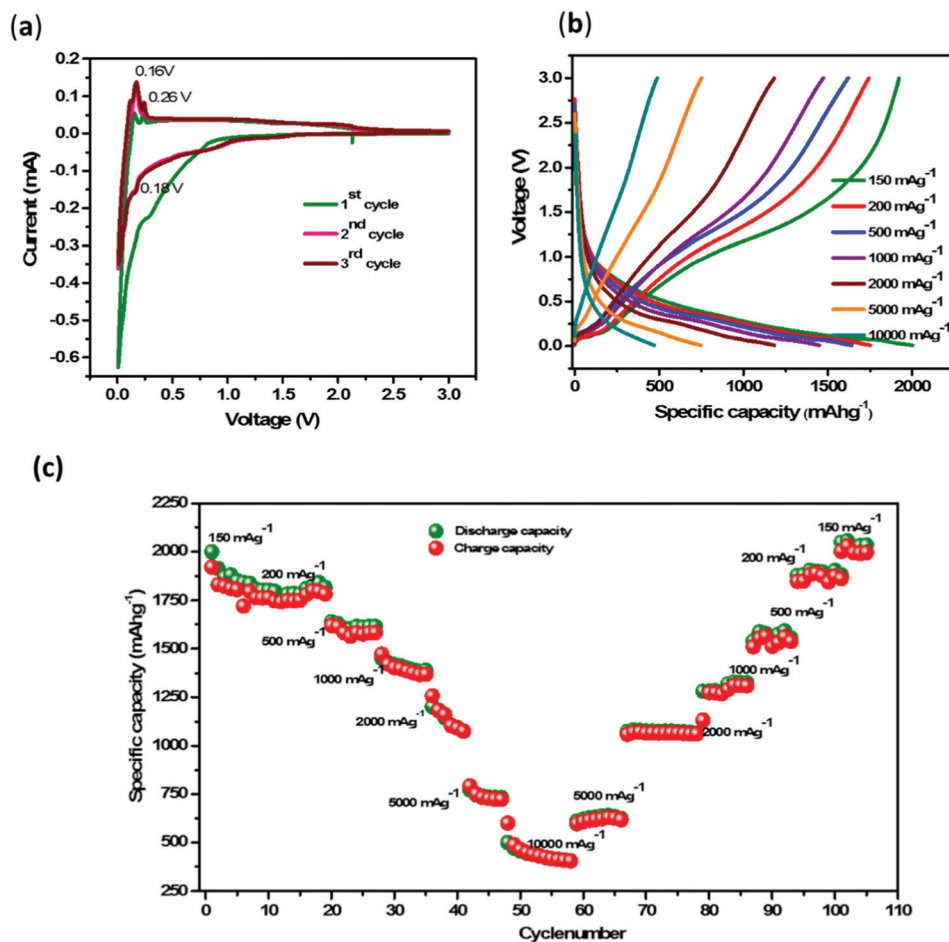 (a)
0.16V
0.26 V
0.18V
1st cycle
2nd cycle
3rd cycle
0.2
0.1
0.0
-0.1
-0.2
-0.3
-0.4
-0.5
-0.6
Current (mA)
0.0 0.5 1.0 1.5 2.0 2.5 3.0
Voltage (V)
(b)
3.0
2.5
2.0
1.5
1.0
0.5
0.0
Voltage (V)
150 mAg-1
200 mAg-1
500 mAg-1
1000 mAg-1
2000 mAg-1
5000 mAg-1
10000 mAg-1
0 500 1000 1500 2000
Specific capacity (mAhg-1)
(c)
2250
2000
1750
1500
1250
1000
750
500
250
Specific capacity (mAhg-1)
Discharge capacity
Charge capacity
150 mAg-1
200 mAg-1
500 mAg-1
1000 mAg-1
2000 mAg-1
5000 mAg-1
10000 mAg-1
5000 mAg-1
2000 mAg-1
1000 mAg-1
500 mAg-1
200 mAg-1
150 mAg-1
0 10 20 30 40 50 60 70 80 90 100 110
Cyclenumber